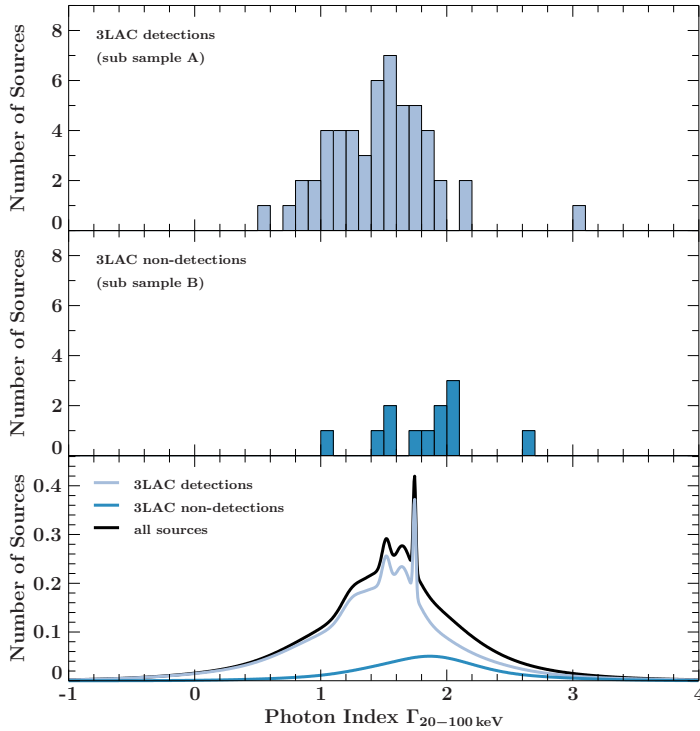 3LAC detections
(sub sample A)
Number of Sources
8
6
4
2
0
3LAC non-detections
(sub sample B)
Number of Sources
8
6
4
2
0
3LAC detections
3LAC non-detections
all sources
Number of Sources
0.4
0.3
0.2
0.1
0
-1 0 1 2 3 4
Photon Index Γ20−100 keV